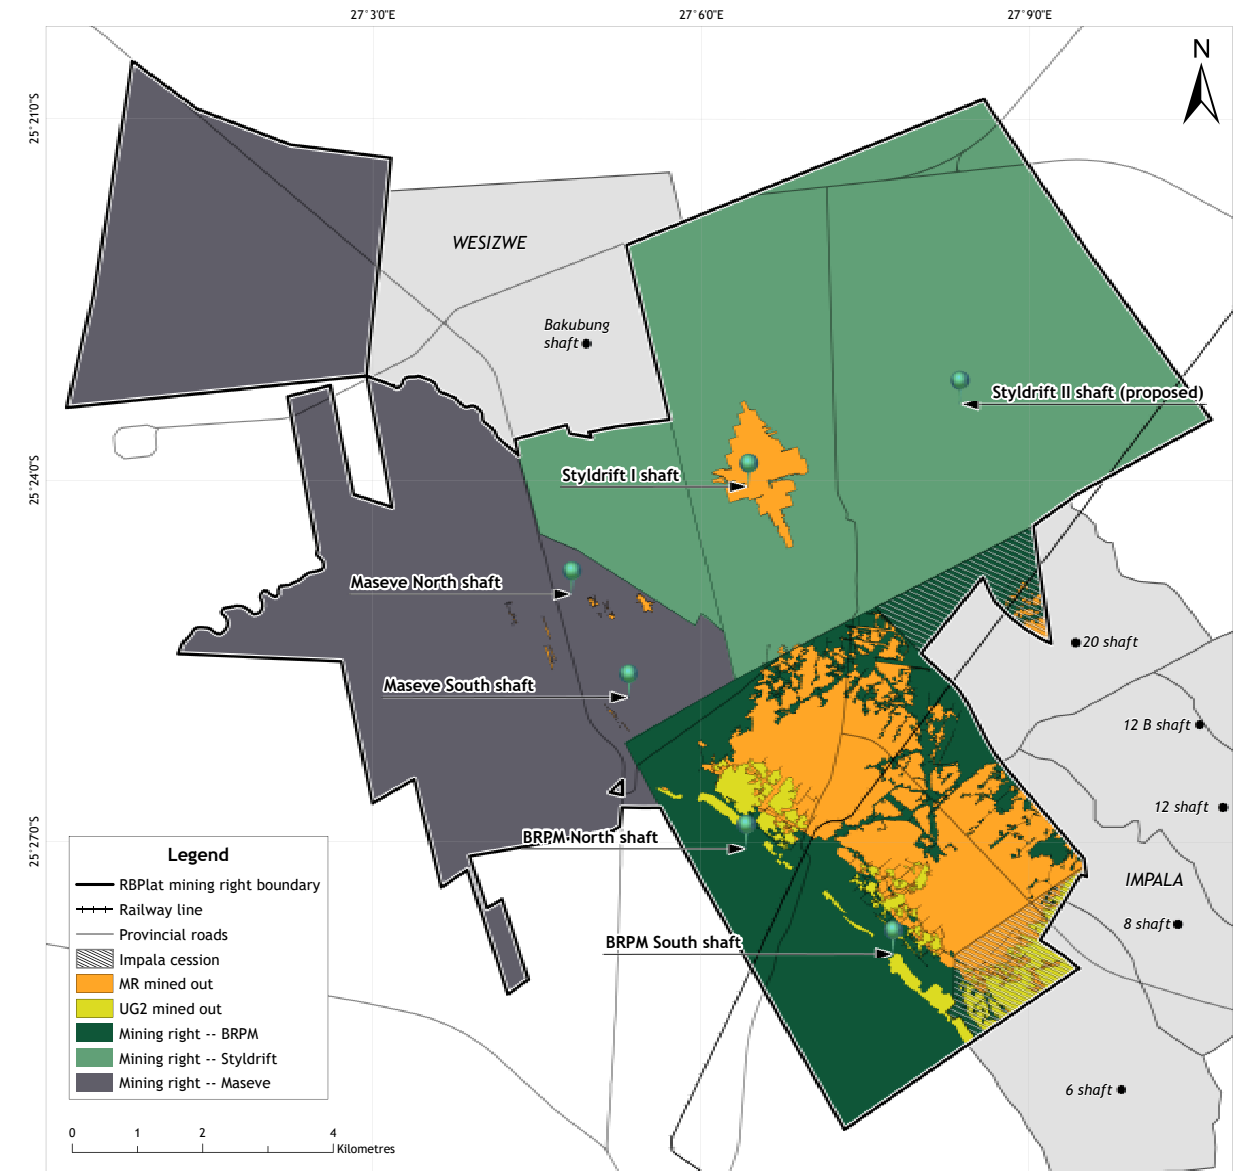 27°3'0"E
27°6'0"E
27°9'0"E
N
25°21'0"S
WESIZWE
Bakubung
shaft
Styldrift II shaft (proposed)
25°24'0"S
Styldrift I shaft
Maseve North shaft
20 shaft
Maseve South shaft
12 B shaft
12 shaft
25°27'0"S
BRPM North shaft
IMPALA
8 shaft
BRPM South shaft
6 shaft
Legend
RBPlat mining right boundary
Railway line
Provincial roads
Impala cession
MR mined out
UG2 mined out
Mining right -- BRPM
Mining right -- Styldrift
Mining right -- Maseve
0 1 2 4
Kilometres